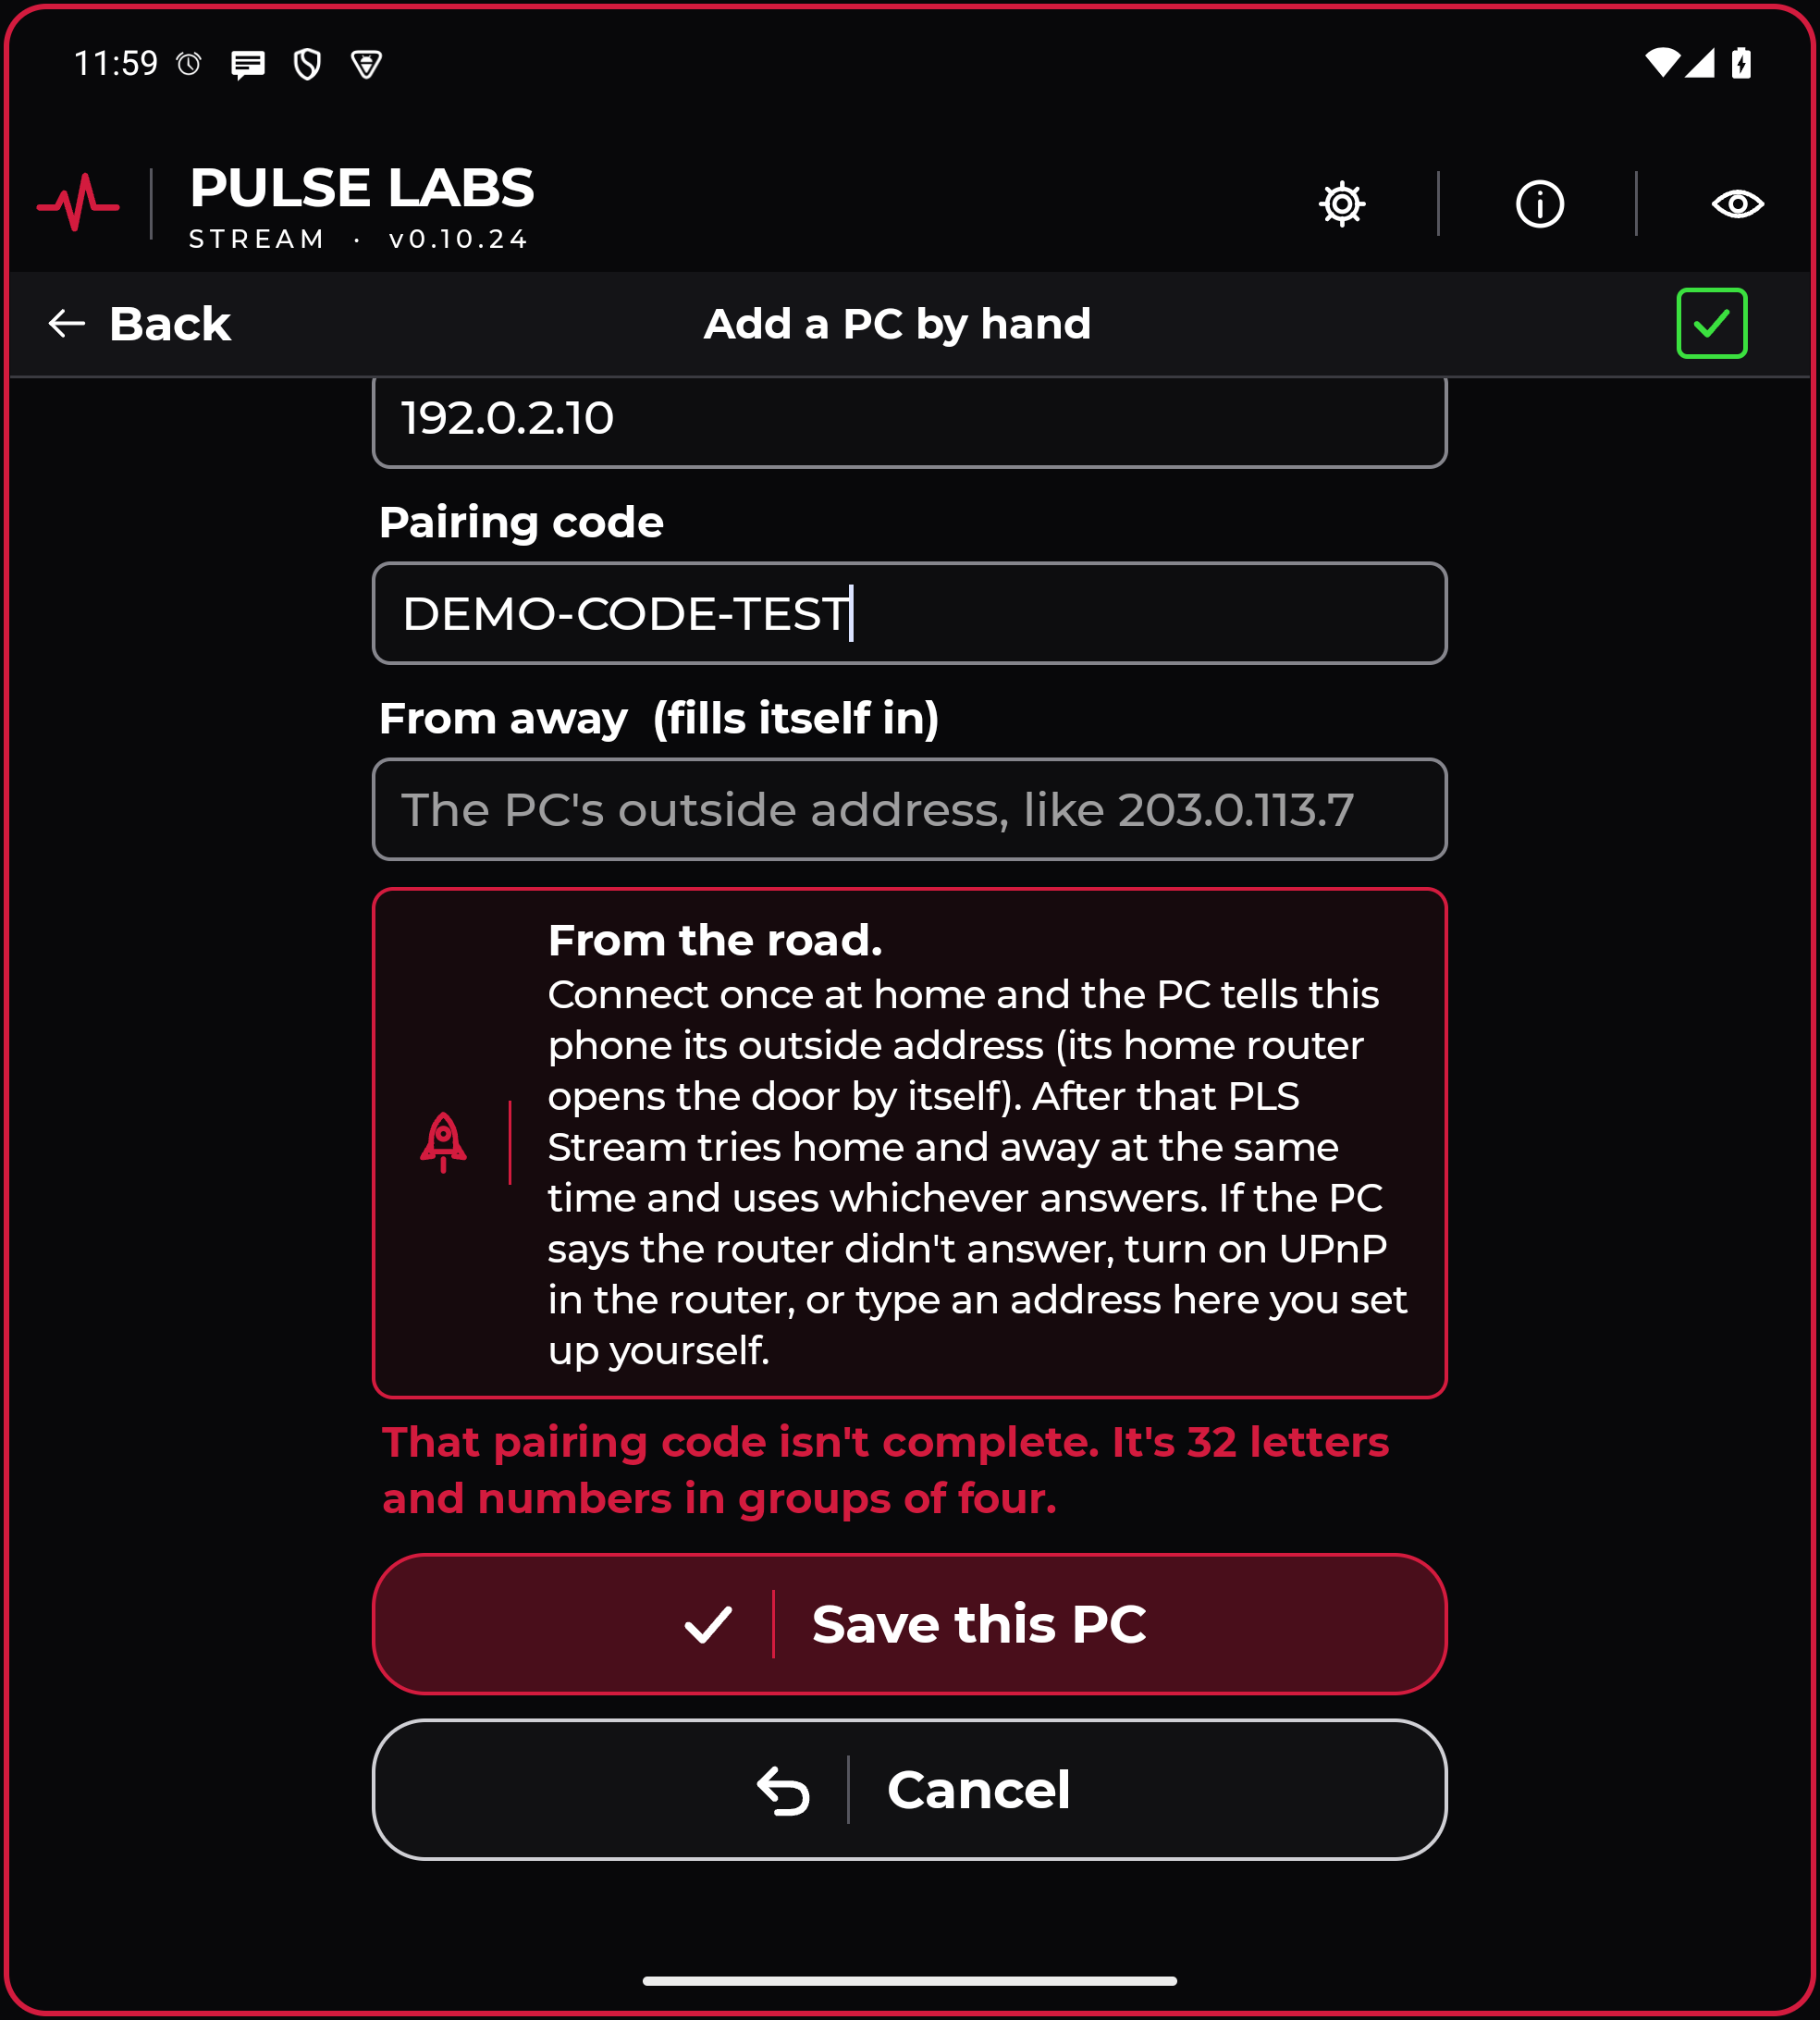 11:59
PULSE LABS
STREAM · v0.10.24
Back
Add a PC by hand
192.0.2.10
Pairing code
DEMO-CODE-TEST
From away (fills itself in)
The PC's outside address, like 203.0.113.7
From the road.
Connect once at home and the PC tells this
phone its outside address (its home router
opens the door by itself). After that PLS
Stream tries home and away at the same
time and uses whichever answers. If the PC
says the router didn't answer, turn on UPnP
in the router, or type an address here you set
up yourself.
That pairing code isn't complete. It's 32 letters
and numbers in groups of four.
Save this PC
Cancel